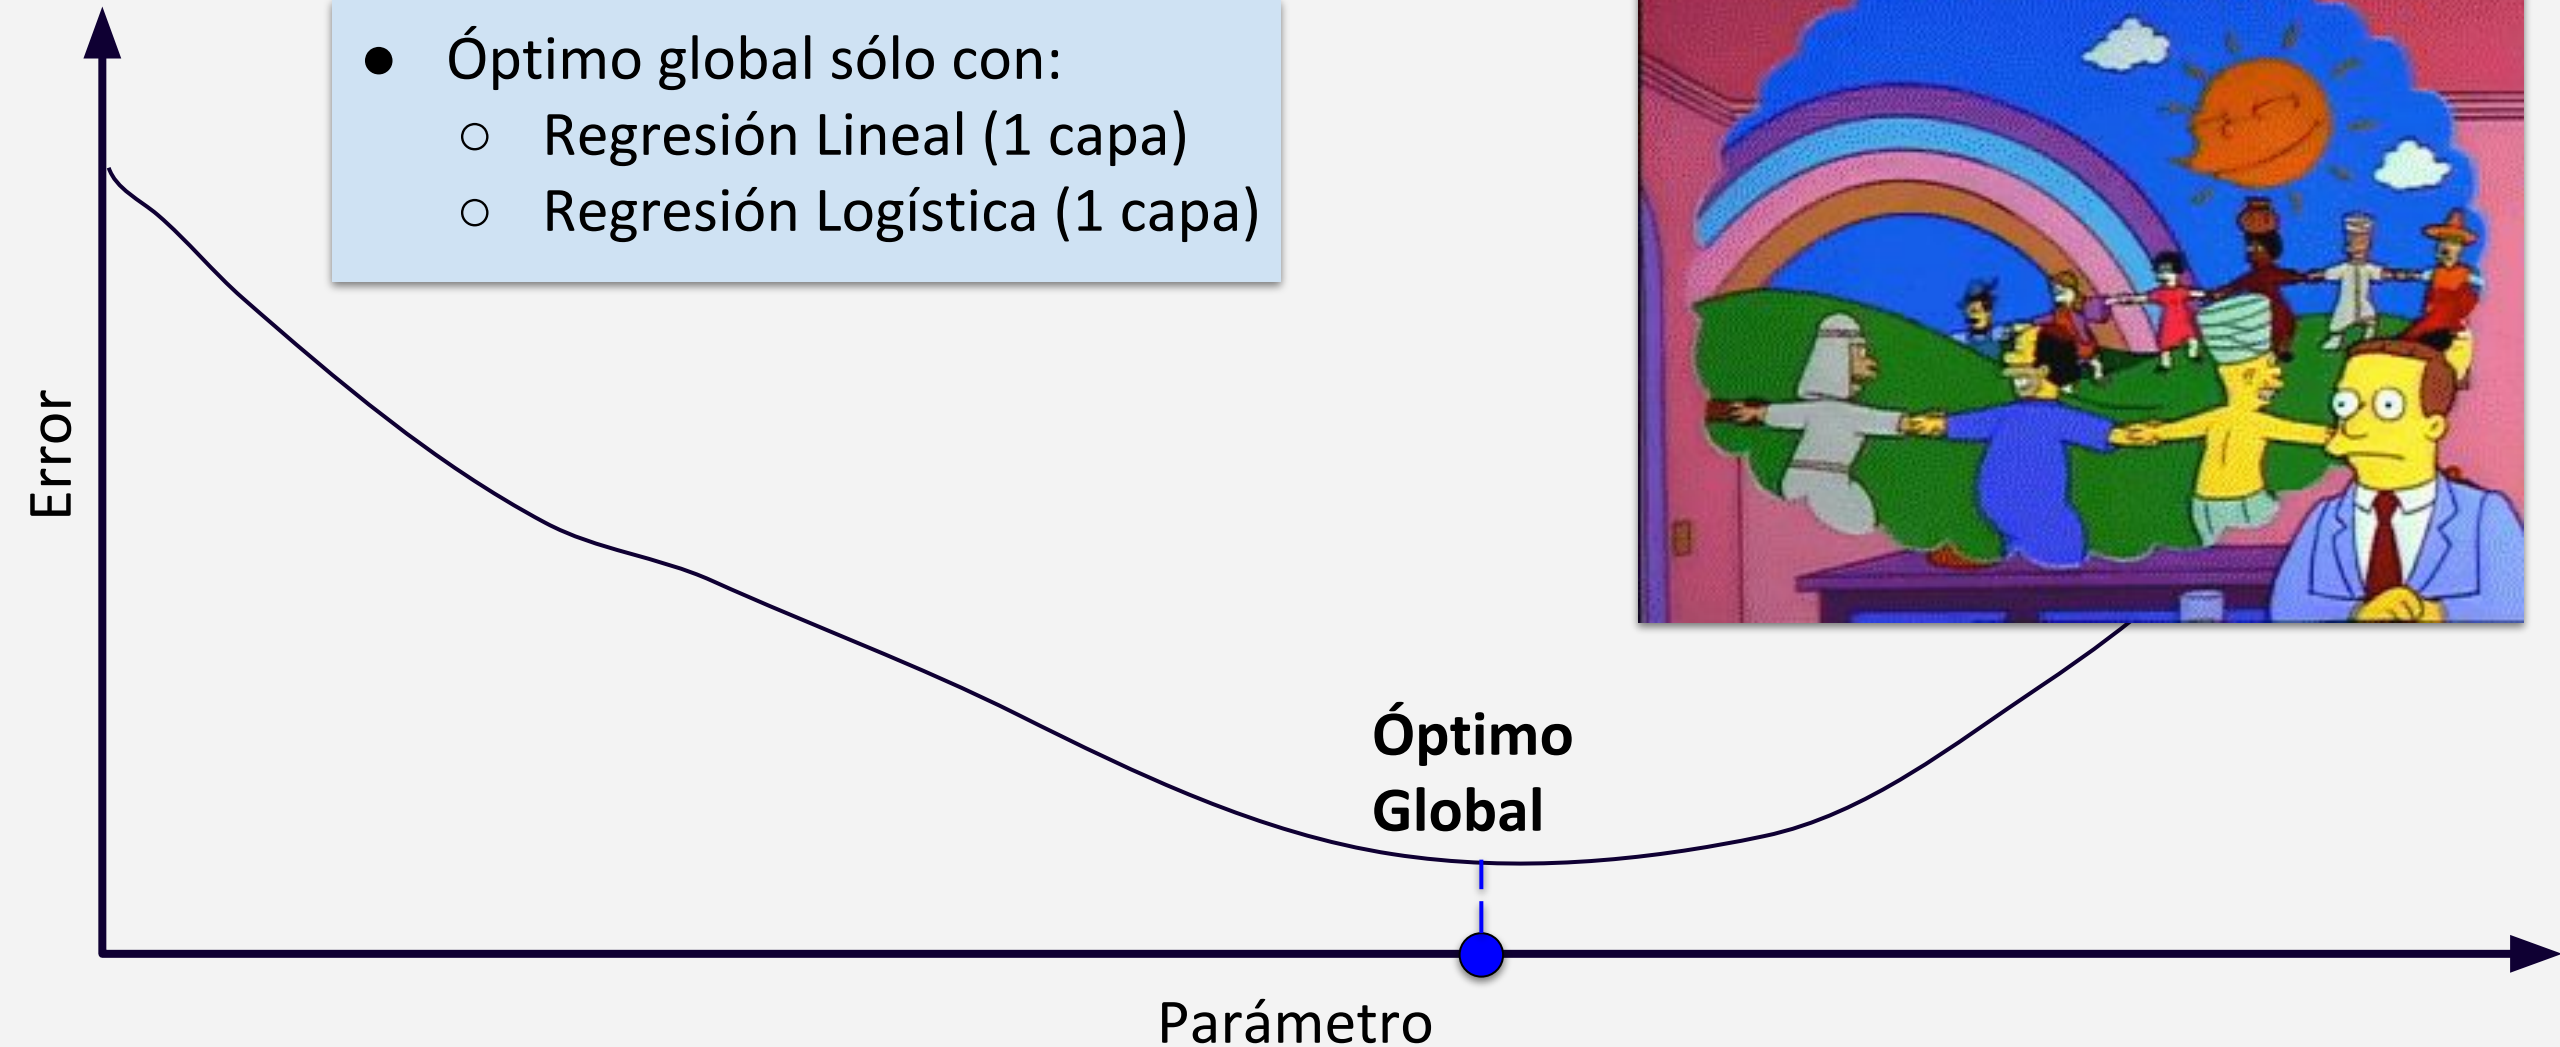 ● Óptimo global sólo con:
○ Regresión Lineal (1 capa)
○ Regresión Logística (1 capa)
Error
Óptimo
Global
Parámetro